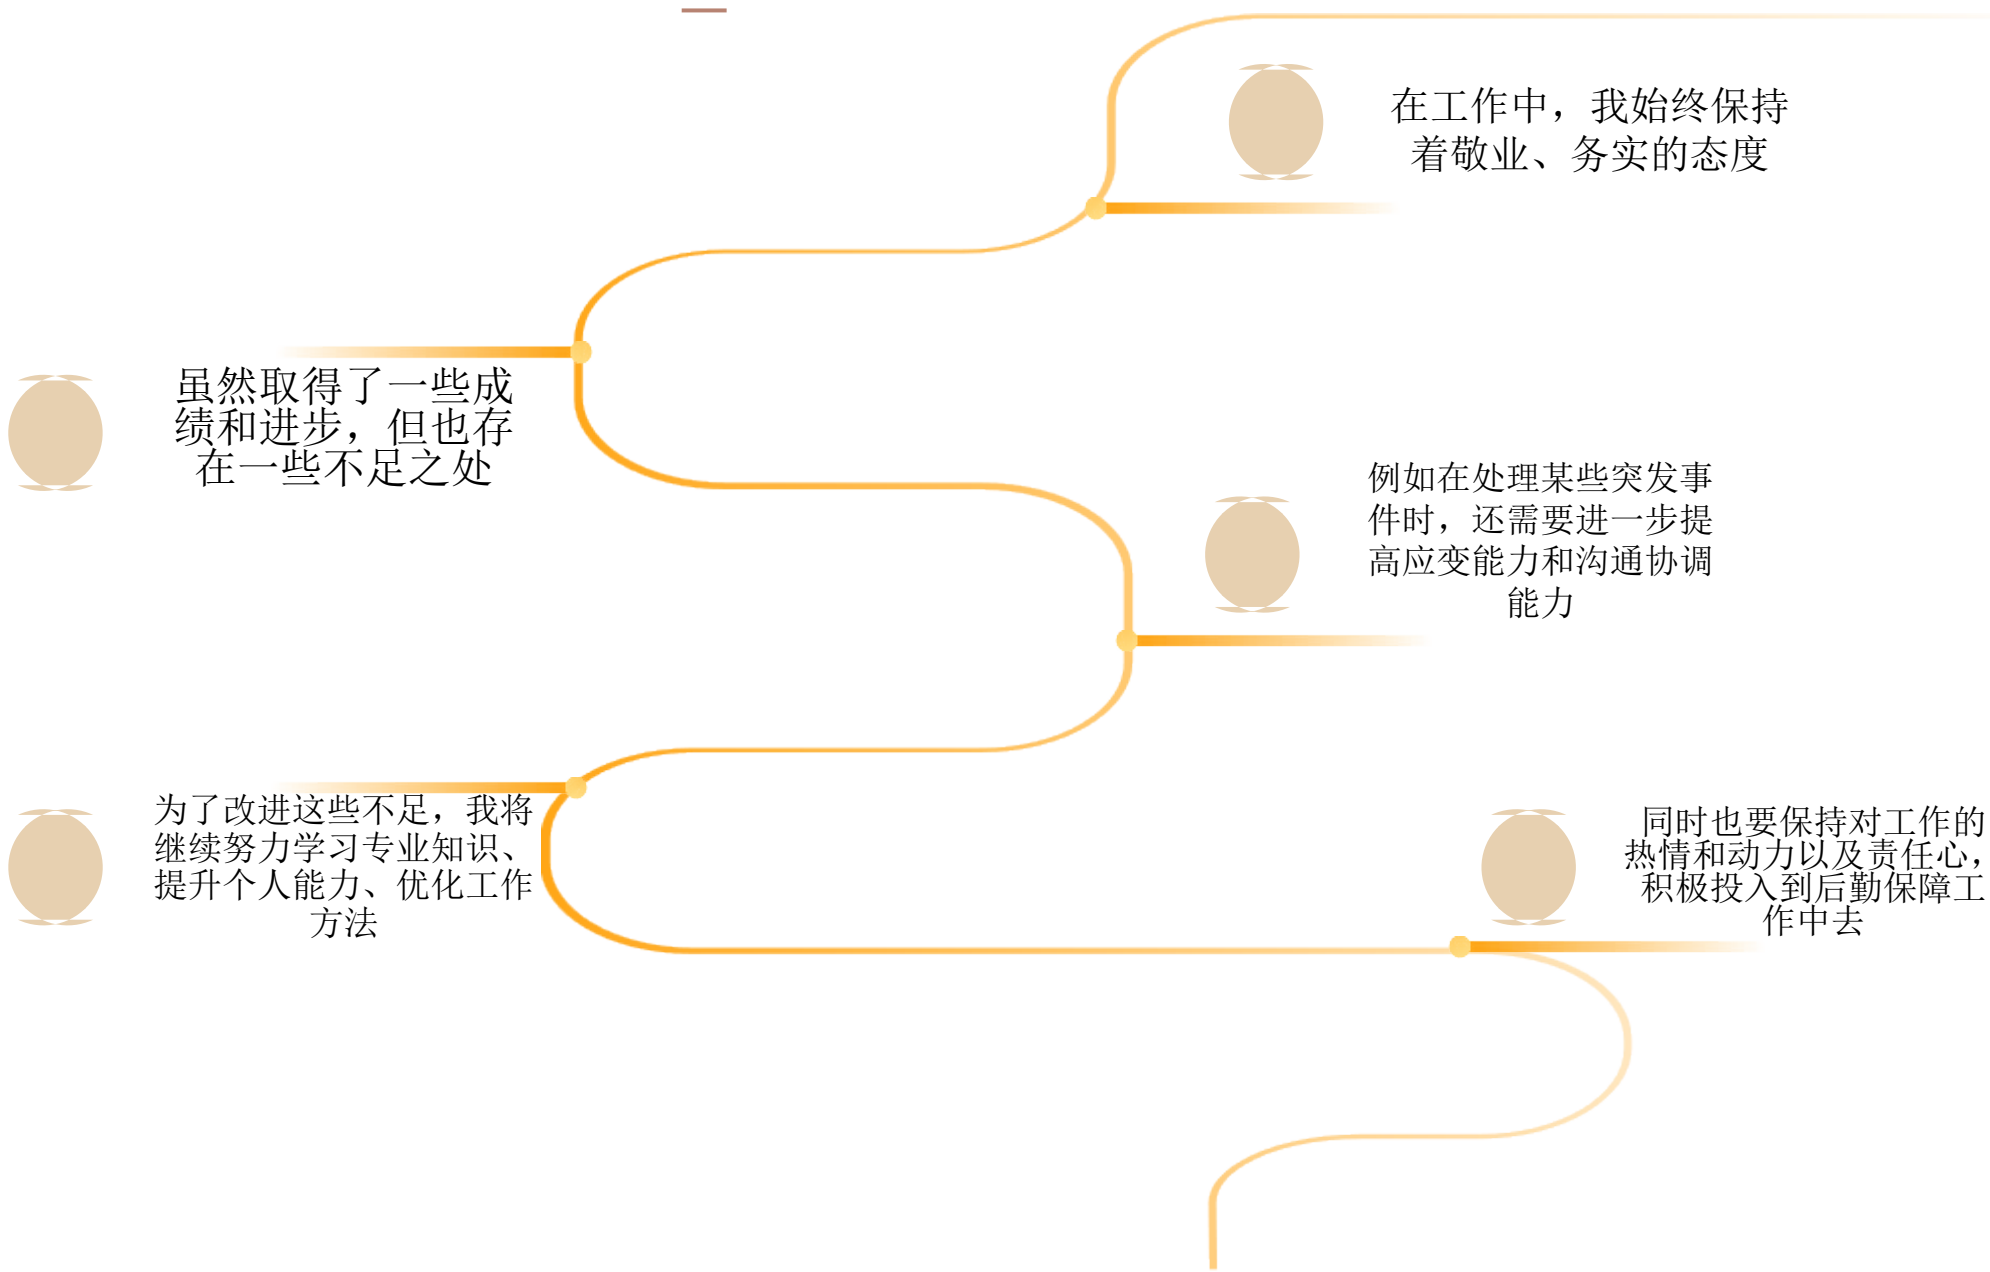 在工作中，我始终保持
着敬业、务实的态度
虽然取得了一些成
绩和进步，但也存
在一些不足之处
例如在处理某些突发事
件时，还需要进一步提
高应变能力和沟通协调
能力
为了改进这些不足，我将
继续努力学习专业知识、
提升个人能力、优化工作
方法
同时也要保持对工作的
热情和动力以及责任心，
积极投入到后勤保障工
作中去